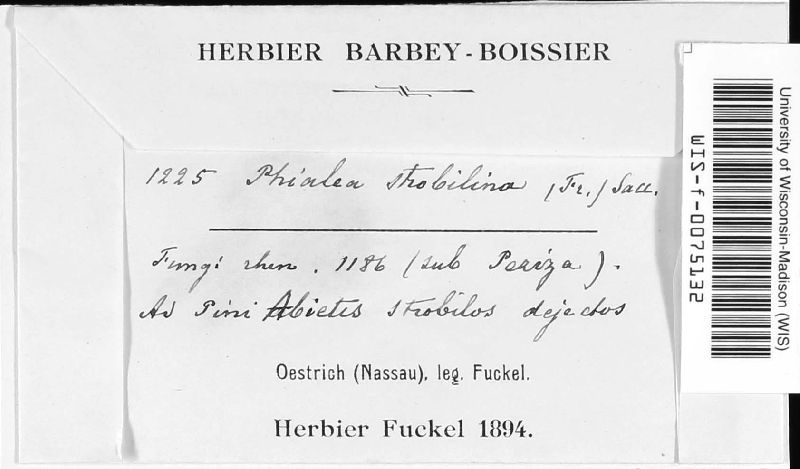 HERBIER BARBEY-BOISSIER
1225 Phialea strobilina (Fr.) Sacc.
Fungi rhen. 1186 (sub Peziza).
Ad Pini Abietis strobilos dejectos
Oestrich (Nassau), leg. Fuckel.
Herbier Fuckel 1894.
University of Wisconsin-Madison (WIS)
WIS-f-0075132